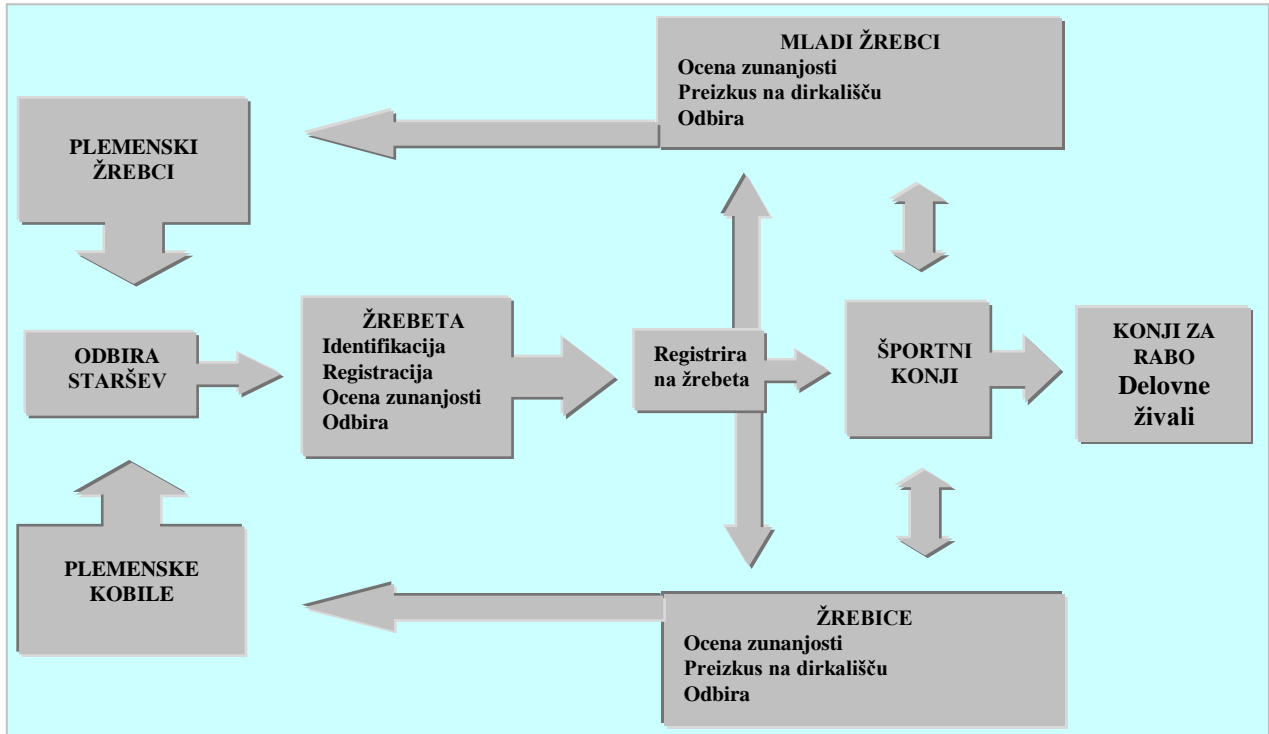 MLADI ŽREBCI
Ocena zunanjosti
Preizkus na dirkališču
Odbira
PLEMENSKI
ŽREBCI
ODBIRA
STARŠEV
ŽREBETA
Identifikacija
Registracija
Ocena zunanjosti
Odbira
Registrira
na žrebeta
ŠPORTNI
KONJI
KONJI ZA
RABO
Delovne
živali
PLEMENSKE
KOBILE
ŽREBICE
Ocena zunanjosti
Preizkus na dirkališču
Odbira